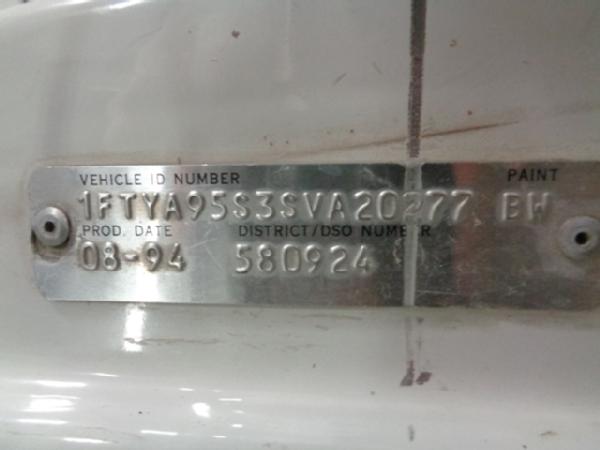 VEHICLE ID NUMBER PAINT
1FTYA95S3SVA20277 BW
PROD. DATE DISTRICT/DSO NUMBER
08-94 580924